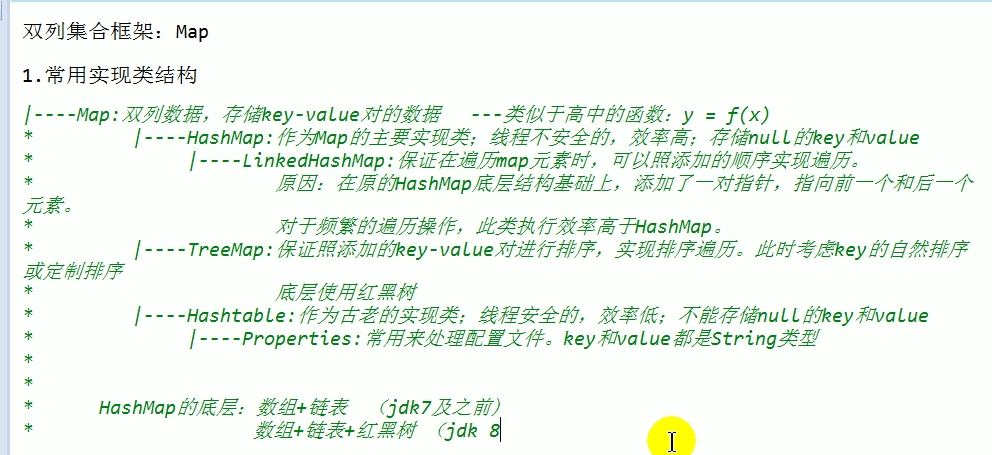 双列集合框架：Map
1.常用实现类结构
|----Map:双列数据，存储key-value对的数据   ---类似于高中的函数：y = f(x)
*         |----HashMap:作为Map的主要实现类；线程不安全的，效率高；存储null的key和value
*              |----LinkedHashMap:保证在遍历map元素时，可以照添加的顺序实现遍历。
*                      原因：在原的HashMap底层结构基础上，添加了一对指针，指向前一个和后一个
元素。
*                      对于频繁的遍历操作，此类执行效率高于HashMap。
*         |----TreeMap:保证照添加的key-value对进行排序，实现排序遍历。此时考虑key的自然排序
或定制排序
*                      底层使用红黑树
*         |----Hashtable:作为古老的实现类；线程安全的，效率低；不能存储null的key和value
*              |----Properties:常用来处理配置文件。key和value都是String类型
*
*
*      HashMap的底层：数组+链表  （jdk7及之前）
*                    数组+链表+红黑树 （jdk 8